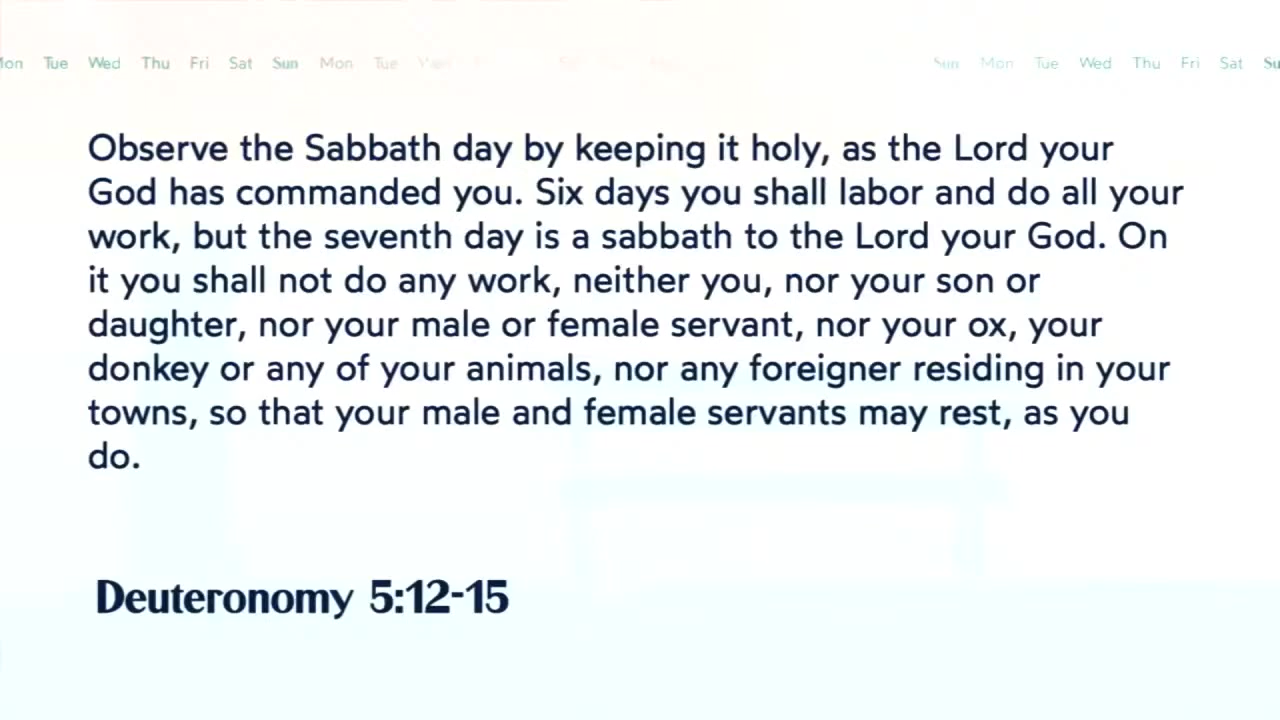 Mon Tue Wed Thu Fri Sat Sun Mon Tue Sun Mon Tue Wed Thu Fri Sat
Observe the Sabbath day by keeping it holy, as the Lord your
God has commanded you. Six days you shall labor and do all your
work, but the seventh day is a sabbath to the Lord your God. On
it you shall not do any work, neither you, nor your son or
daughter, nor your male or female servant, nor your ox, your
donkey or any of your animals, nor any foreigner residing in your
towns, so that your male and female servants may rest, as you
do.
Deuteronomy 5:12-15